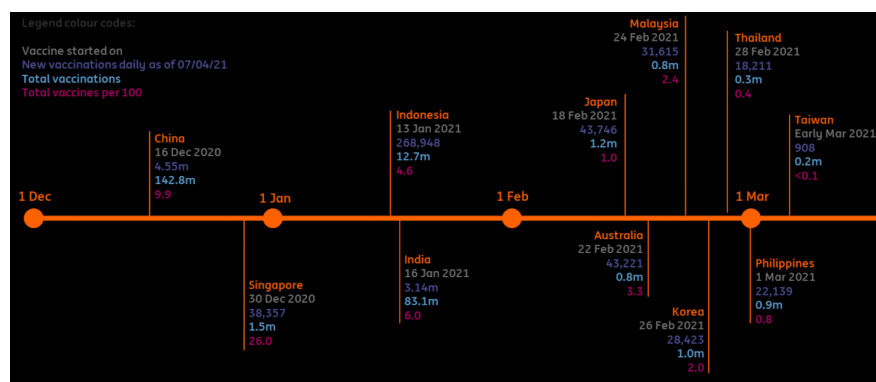 Legend colour codes:
Vaccine started on
New vaccinations daily as of 07/04/21
Total vaccinations
Total vaccines per 100
1 Dec
China
16 Dec 2020
4.55m
142.8m
9.9
Singapore
30 Dec 2020
38,357
1.5m
26.0
1 Jan
Indonesia
13 Jan 2021
268,948
12.7m
4.6
India
16 Jan 2021
3.14m
83.1m
6.0
1 Feb
Japan
18 Feb 2021
43,746
1.2m
1.0
Australia
22 Feb 2021
43,221
0.8m
3.3
Malaysia
24 Feb 2021
31,615
0.8m
2.4
Korea
26 Feb 2021
28,423
1.0m
2.0
Thailand
28 Feb 2021
18,211
0.3m
0.4
1 Mar
Philippines
1 Mar 2021
22,139
0.9m
0.8
Taiwan
Early Mar 2021
908
0.2m
<0.1